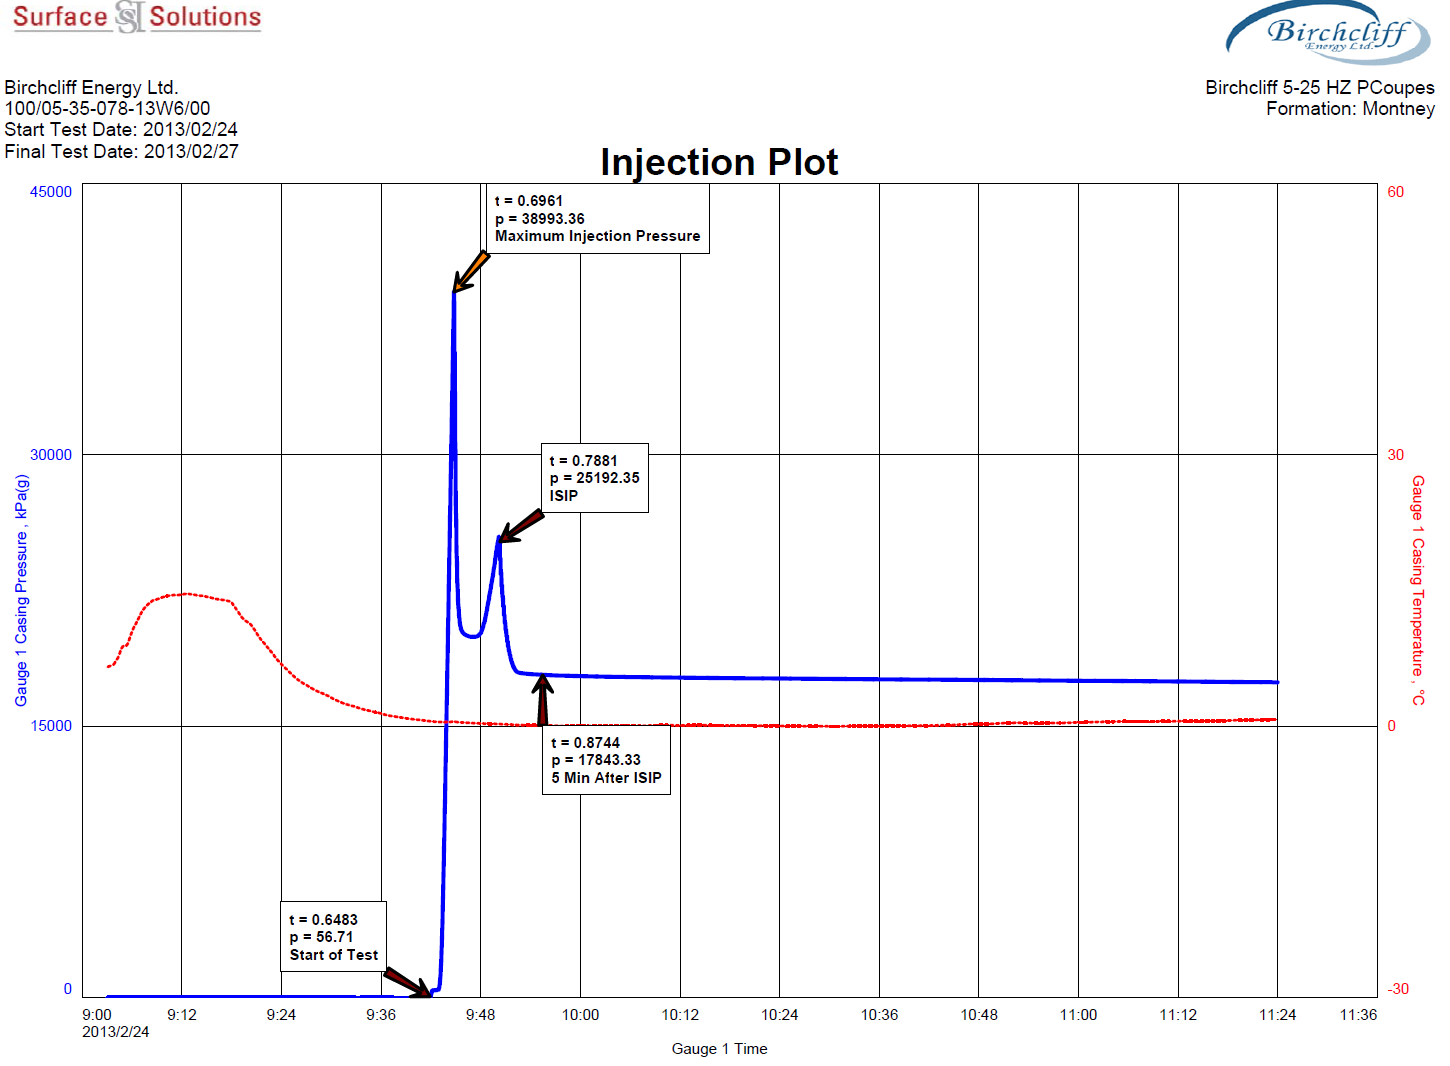 Surface SSI Solutions
Birchcliff
Energy Ltd.
Birchcliff Energy Ltd.
100/05-35-078-13W6/00
Start Test Date: 2013/02/24
Final Test Date: 2013/02/27
Birchcliff 5-25 HZ PCoupes
Formation: Montney
Injection Plot
45000
30000
15000
0
Gauge 1 Casing Pressure , kPa(g)
60
30
0
-30
Gauge 1 Casing Temperature , °C
t = 0.6961
p = 38993.36
Maximum Injection Pressure
t = 0.7881
p = 25192.35
ISIP
t = 0.8744
p = 17843.33
5 Min After ISIP
t = 0.6483
p = 56.71
Start of Test
9:00 9:12 9:24 9:36 9:48 10:00 10:12 10:24 10:36 10:48 11:00 11:12 11:24 11:36
2013/2/24
Gauge 1 Time